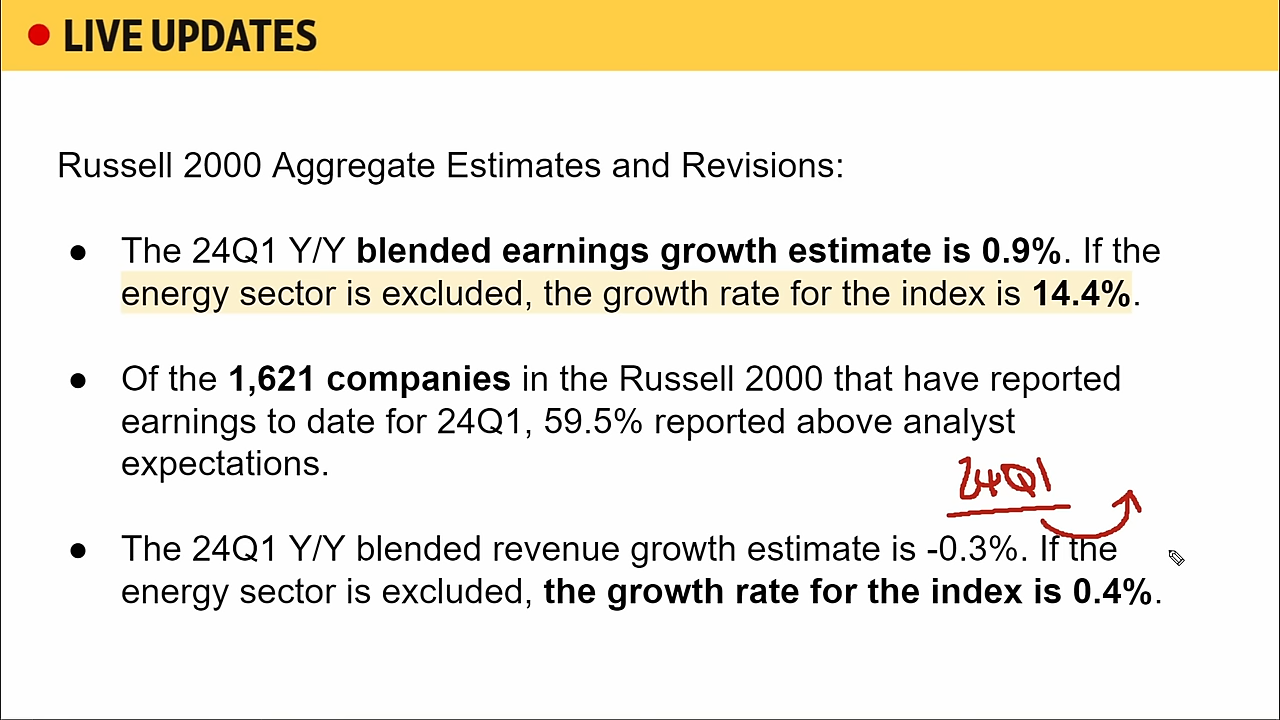 LIVE UPDATES
Russell 2000 Aggregate Estimates and Revisions:
● The 24Q1 Y/Y blended earnings growth estimate is 0.9%. If the
energy sector is excluded, the growth rate for the index is 14.4%.
● Of the 1,621 companies in the Russell 2000 that have reported
earnings to date for 24Q1, 59.5% reported above analyst
expectations.
24Q1
● The 24Q1 Y/Y blended revenue growth estimate is -0.3%. If the
energy sector is excluded, the growth rate for the index is 0.4%.